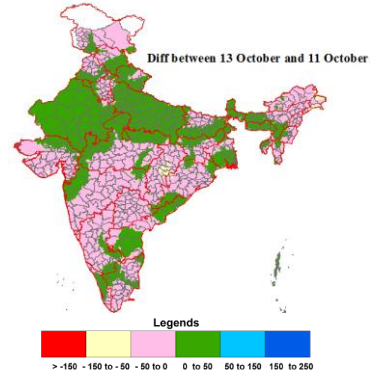 Diff between 13 October and 11 October
Legends
> -150 - 150 to - 50 - 50 to 0 0 to 50 50 to 150 150 to 250